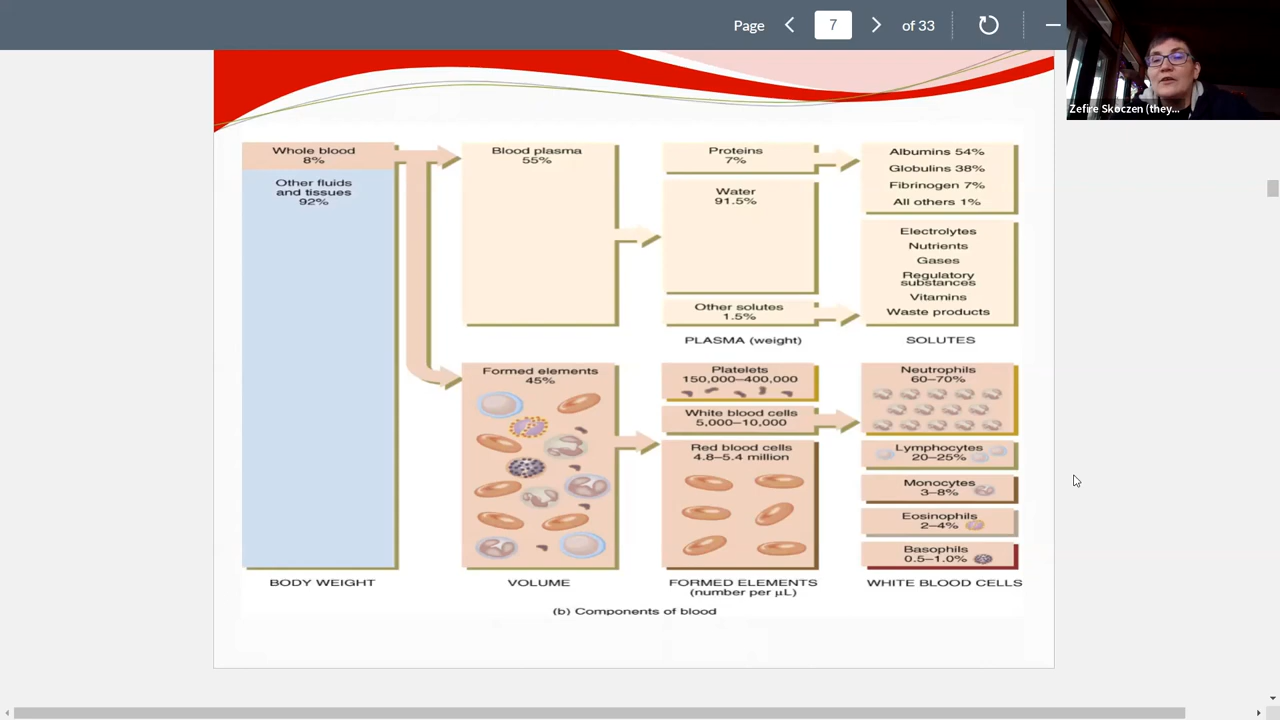 Page
7
of 33
Zefire Skoczen (they...
Whole blood
8%
Other fluids
and tissues
92%
BODY WEIGHT
Blood plasma
55%
Formed elements
45%
VOLUME
Proteins
7%
Water
91.5%
Other solutes
1.5%
PLASMA (weight)
Albumins 54%
Globulins 38%
Fibrinogen 7%
All others 1%
Electrolytes
Nutrients
Gases
Regulatory
substances
Vitamins
Waste products
SOLUTES
Platelets
150,000–400,000
White blood cells
5,000–10,000
Red blood cells
4.8–5.4 million
FORMED ELEMENTS
(number per μL)
Neutrophils
60–70%
Lymphocytes
20–25%
Monocytes
3–8%
Eosinophils
2–4%
Basophils
0.5–1.0%
WHITE BLOOD CELLS
(b) Components of blood